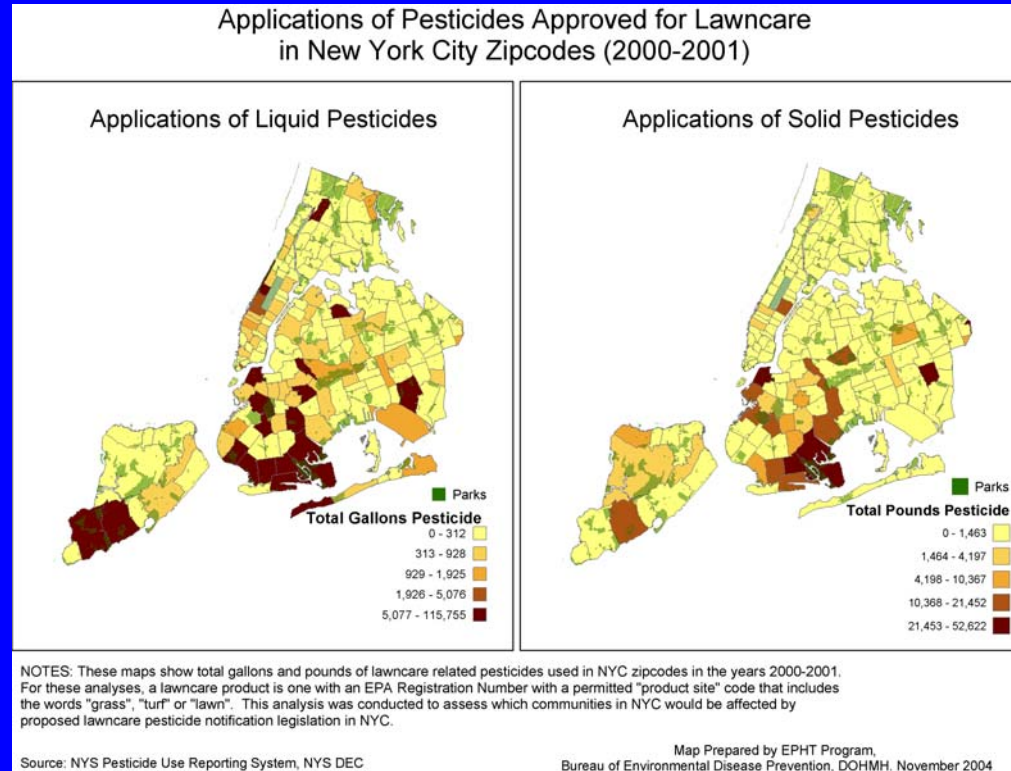 Applications of Pesticides Approved for Lawncare
in New York City Zipcodes (2000-2001)
Applications of Liquid Pesticides
Parks
Total Gallons Pesticide
0 - 312
313 - 928
929 - 1,925
1,926 - 5,076
5,077 - 115,755
Applications of Solid Pesticides
Parks
Total Pounds Pesticide
0 - 1,463
1,464 - 4,197
4,198 - 10,367
10,368 - 21,452
21,453 - 52,622
NOTES: These maps show total gallons and pounds of lawncare related pesticides used in NYC zipcodes in the years 2000-2001.
For these analyses, a lawncare product is one with an EPA Registration Number with a permitted "product site" code that includes
the words "grass", "turf" or "lawn". This analysis was conducted to assess which communities in NYC would be affected by
proposed lawncare pesticide notification legislation in NYC.
Source: NYS Pesticide Use Reporting System, NYS DEC
Map Prepared by EPHT Program,
Bureau of Environmental Disease Prevention, DOHMH, November 2004